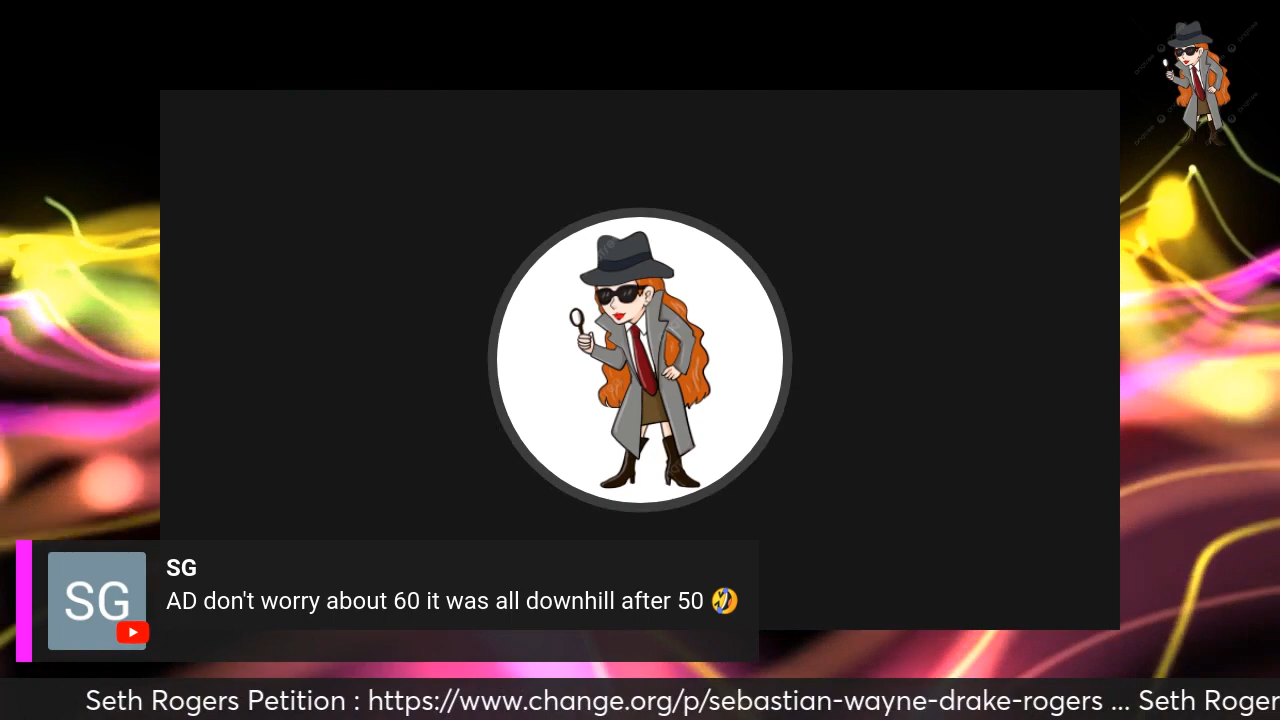 SG
SG
AD don't worry about 60 it was all downhill after 50 🤣
Seth Rogers Petition : https://www.change.org/p/sebastian-wayne-drake-rogers ... Seth Roger